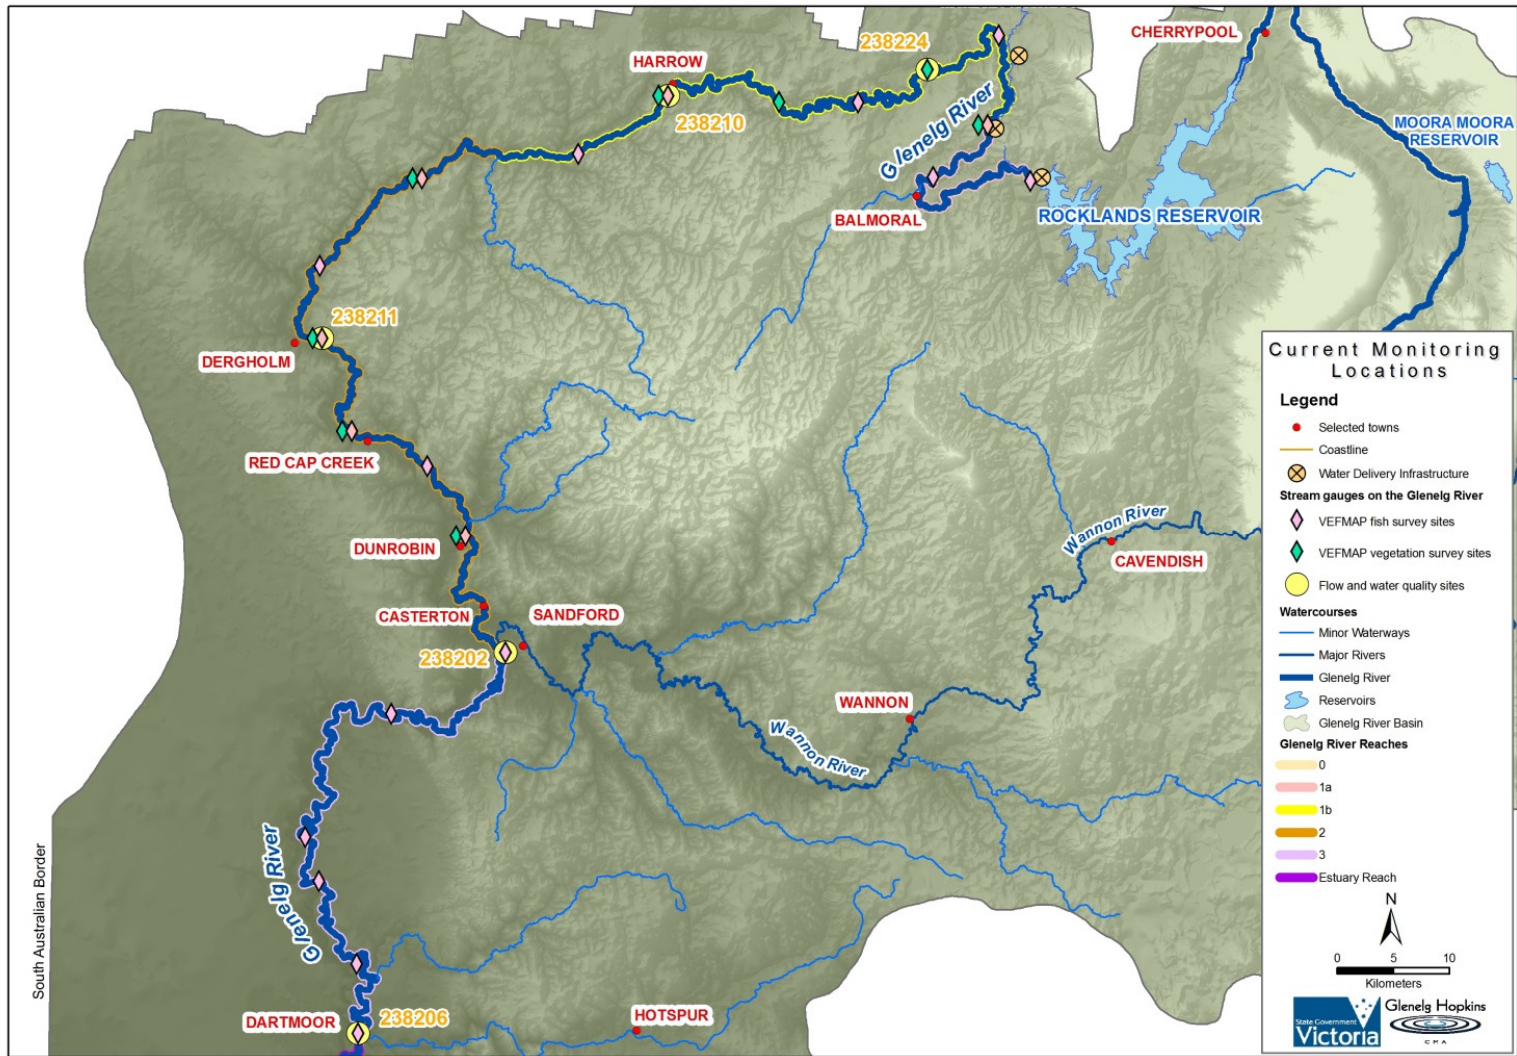 CHERRYPOOL
238224
HARROW
238210
Glenelg River
MOORA MOORA
RESERVOIR
BALMORAL
ROCKLANDS RESERVOIR
238211
DERGHOLM
RED CAP CREEK
DUNROBIN
Wannon River
CAVENDISH
CASTERTON
SANDFORD
238202
WANNON
Wannon River
Glenelg River
South Australian Border
DARTMOOR
238206
HOTSPUR
Current Monitoring
Locations
Legend
Selected towns
Coastline
Water Delivery Infrastructure
Stream gauges on the Glenelg River
VEFMAP fish survey sites
VEFMAP vegetation survey sites
Flow and water quality sites
Watercourses
Minor Waterways
Major Rivers
Glenelg River
Reservoirs
Glenelg River Basin
Glenelg River Reaches
0
1a
1b
2
3
Estuary Reach
N
0 5 10
Kilometers
State Government
Victoria
Glenelg Hopkins
CMA